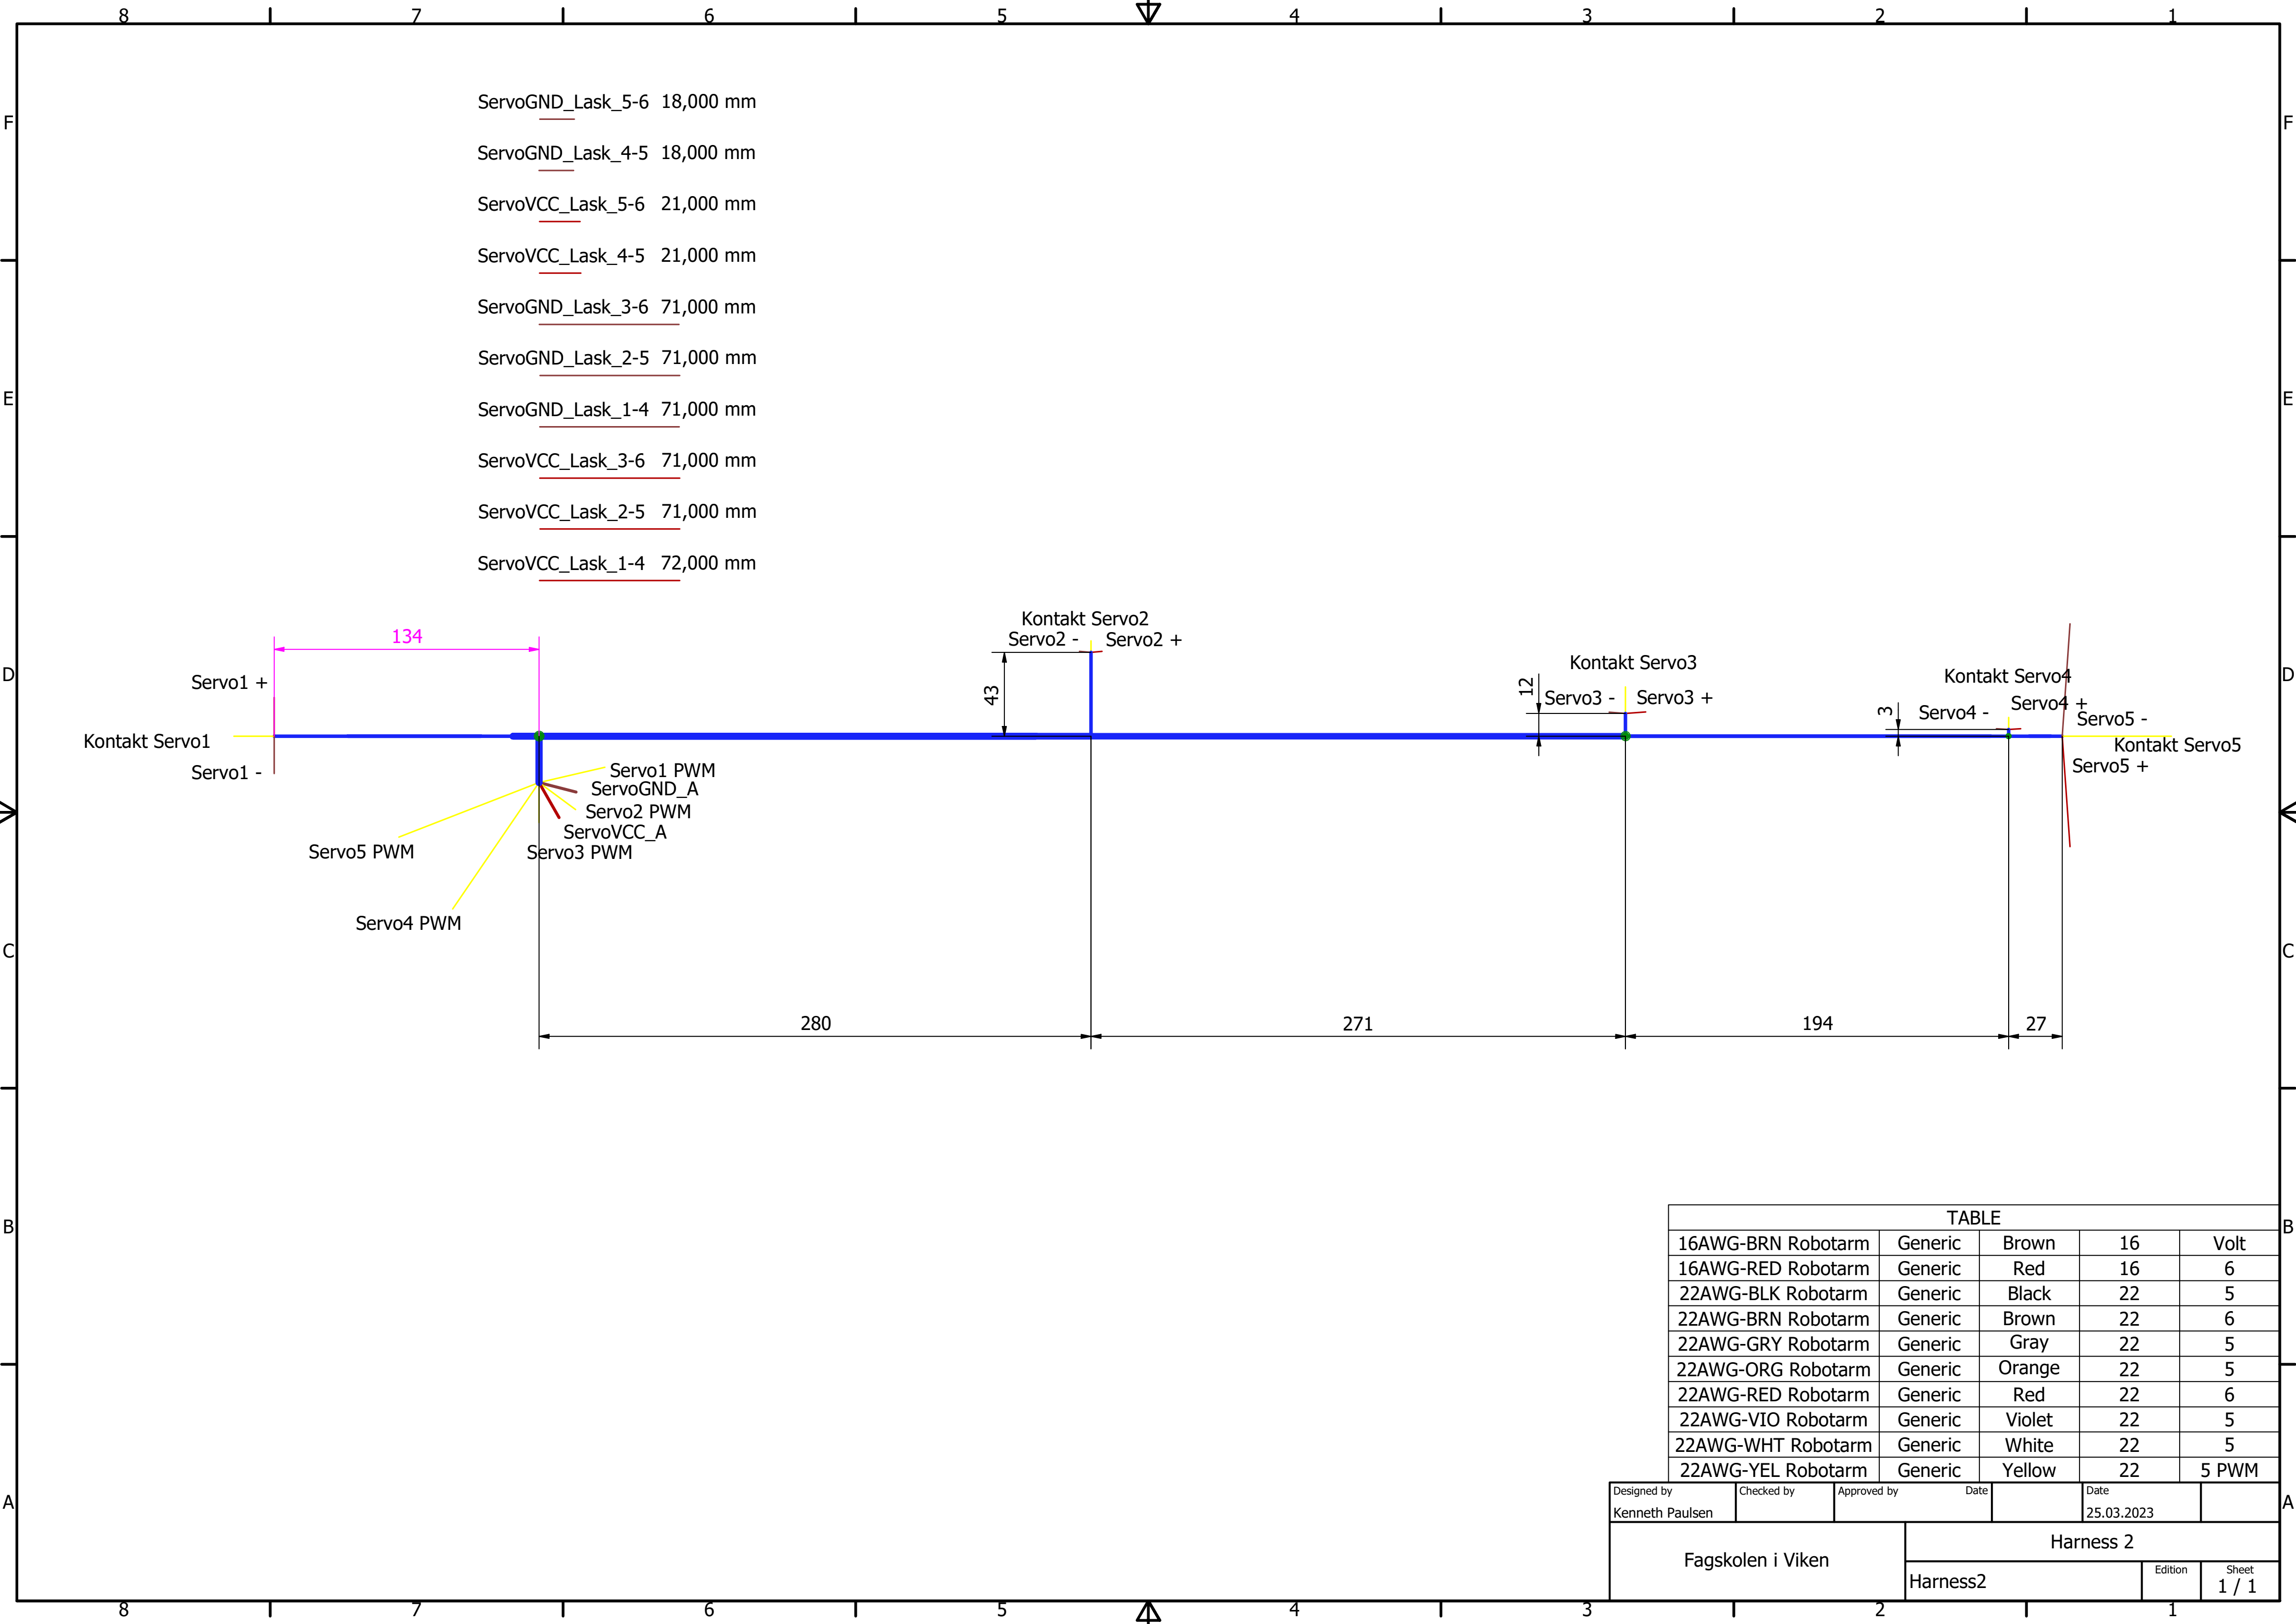 8 7 6 5 4 3 2 1
F F
ServoGND_Lask_5-6 18,000 mm
ServoGND_Lask_4-5 18,000 mm
ServoVCC_Lask_5-6 21,000 mm
ServoVCC_Lask_4-5 21,000 mm
ServoGND_Lask_3-6 71,000 mm
ServoGND_Lask_2-5 71,000 mm
E E
ServoGND_Lask_1-4 71,000 mm
ServoVCC_Lask_3-6 71,000 mm
ServoVCC_Lask_2-5 71,000 mm
ServoVCC_Lask_1-4 72,000 mm
134
Kontakt Servo2
Servo2 - Servo2 +
43
Kontakt Servo3
Servo3 - Servo3 +
12
Kontakt Servo4
Servo4 - Servo4 +
3
D D
Servo1 +
Kontakt Servo1
Servo1 -
Servo5 -
Kontakt Servo5
Servo5 +
Servo1 PWM
ServoGND_A
Servo2 PWM
ServoVCC_A
Servo3 PWM
Servo5 PWM
Servo4 PWM
C C
280 271 194 27
B B
TABLE
16AWG-BRN Robotarm Generic Brown 16 Volt
16AWG-RED Robotarm Generic Red 16 6
22AWG-BLK Robotarm Generic Black 22 5
22AWG-BRN Robotarm Generic Brown 22 6
22AWG-GRY Robotarm Generic Gray 22 5
22AWG-ORG Robotarm Generic Orange 22 5
22AWG-RED Robotarm Generic Red 22 6
22AWG-VIO Robotarm Generic Violet 22 5
22AWG-WHT Robotarm Generic White 22 5
22AWG-YEL Robotarm Generic Yellow 22 5 PWM
A A
Designed by Checked by Approved by Date Date
Kenneth Paulsen 25.03.2023
Fagskolen i Viken
Harness 2
Harness2
Edition Sheet
1 / 1
8 7 6 5 4 3 2 1